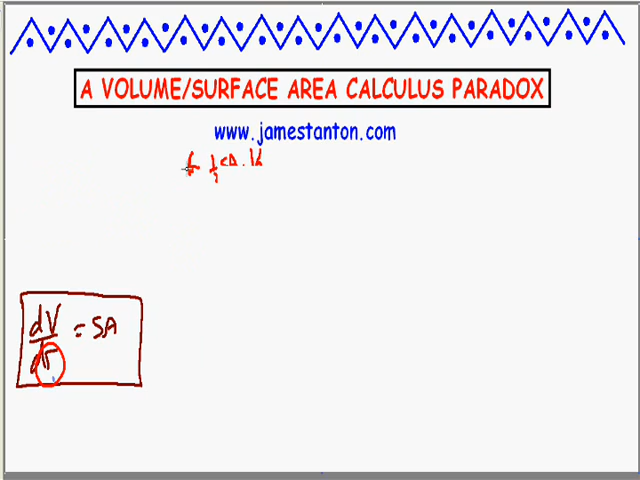 A VOLUME/SURFACE AREA CALCULUS PARADOX
www.jamestanton.com
dV
dr
= SA